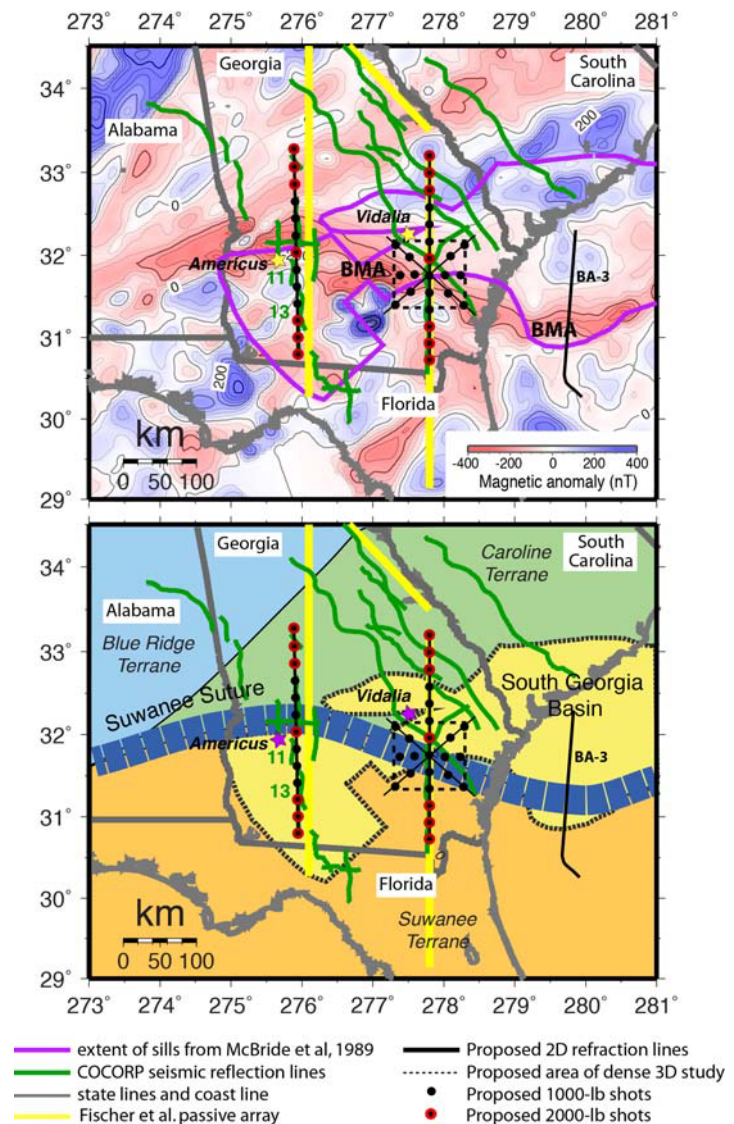 273 274 275 276 277 278 279 280 281
Georgia
South
Carolina
34°
Alabama
200
33°
0
0
Vidalia
32°
Americus
BMA
BA-3
11
13
31°
BMA
200
30°
Florida
km
0 50 100
-400 -200 0 200 400
Magnetic anomaly (nT)
29°
273 274 275 276 277 278 279 280 281
Georgia
South
Carolina
34°
Caroline
Terrane
Alabama
33°
Blue Ridge
Terrane
Suwanee Suture
Vidalia
South Georgia
Basin
32°
Americus
11
BA-3
13
31°
30°
Florida
km
0 50 100
Suwanee
Terrane
29°
273 274 275 276 277 278 279 280 281
extent of sills from McBride et al, 1989
COCORP seismic reflection lines
state lines and coast line
Fischer et al. passive array
Proposed 2D refraction lines
Proposed area of dense 3D study
Proposed 1000-lb shots
Proposed 2000-lb shots